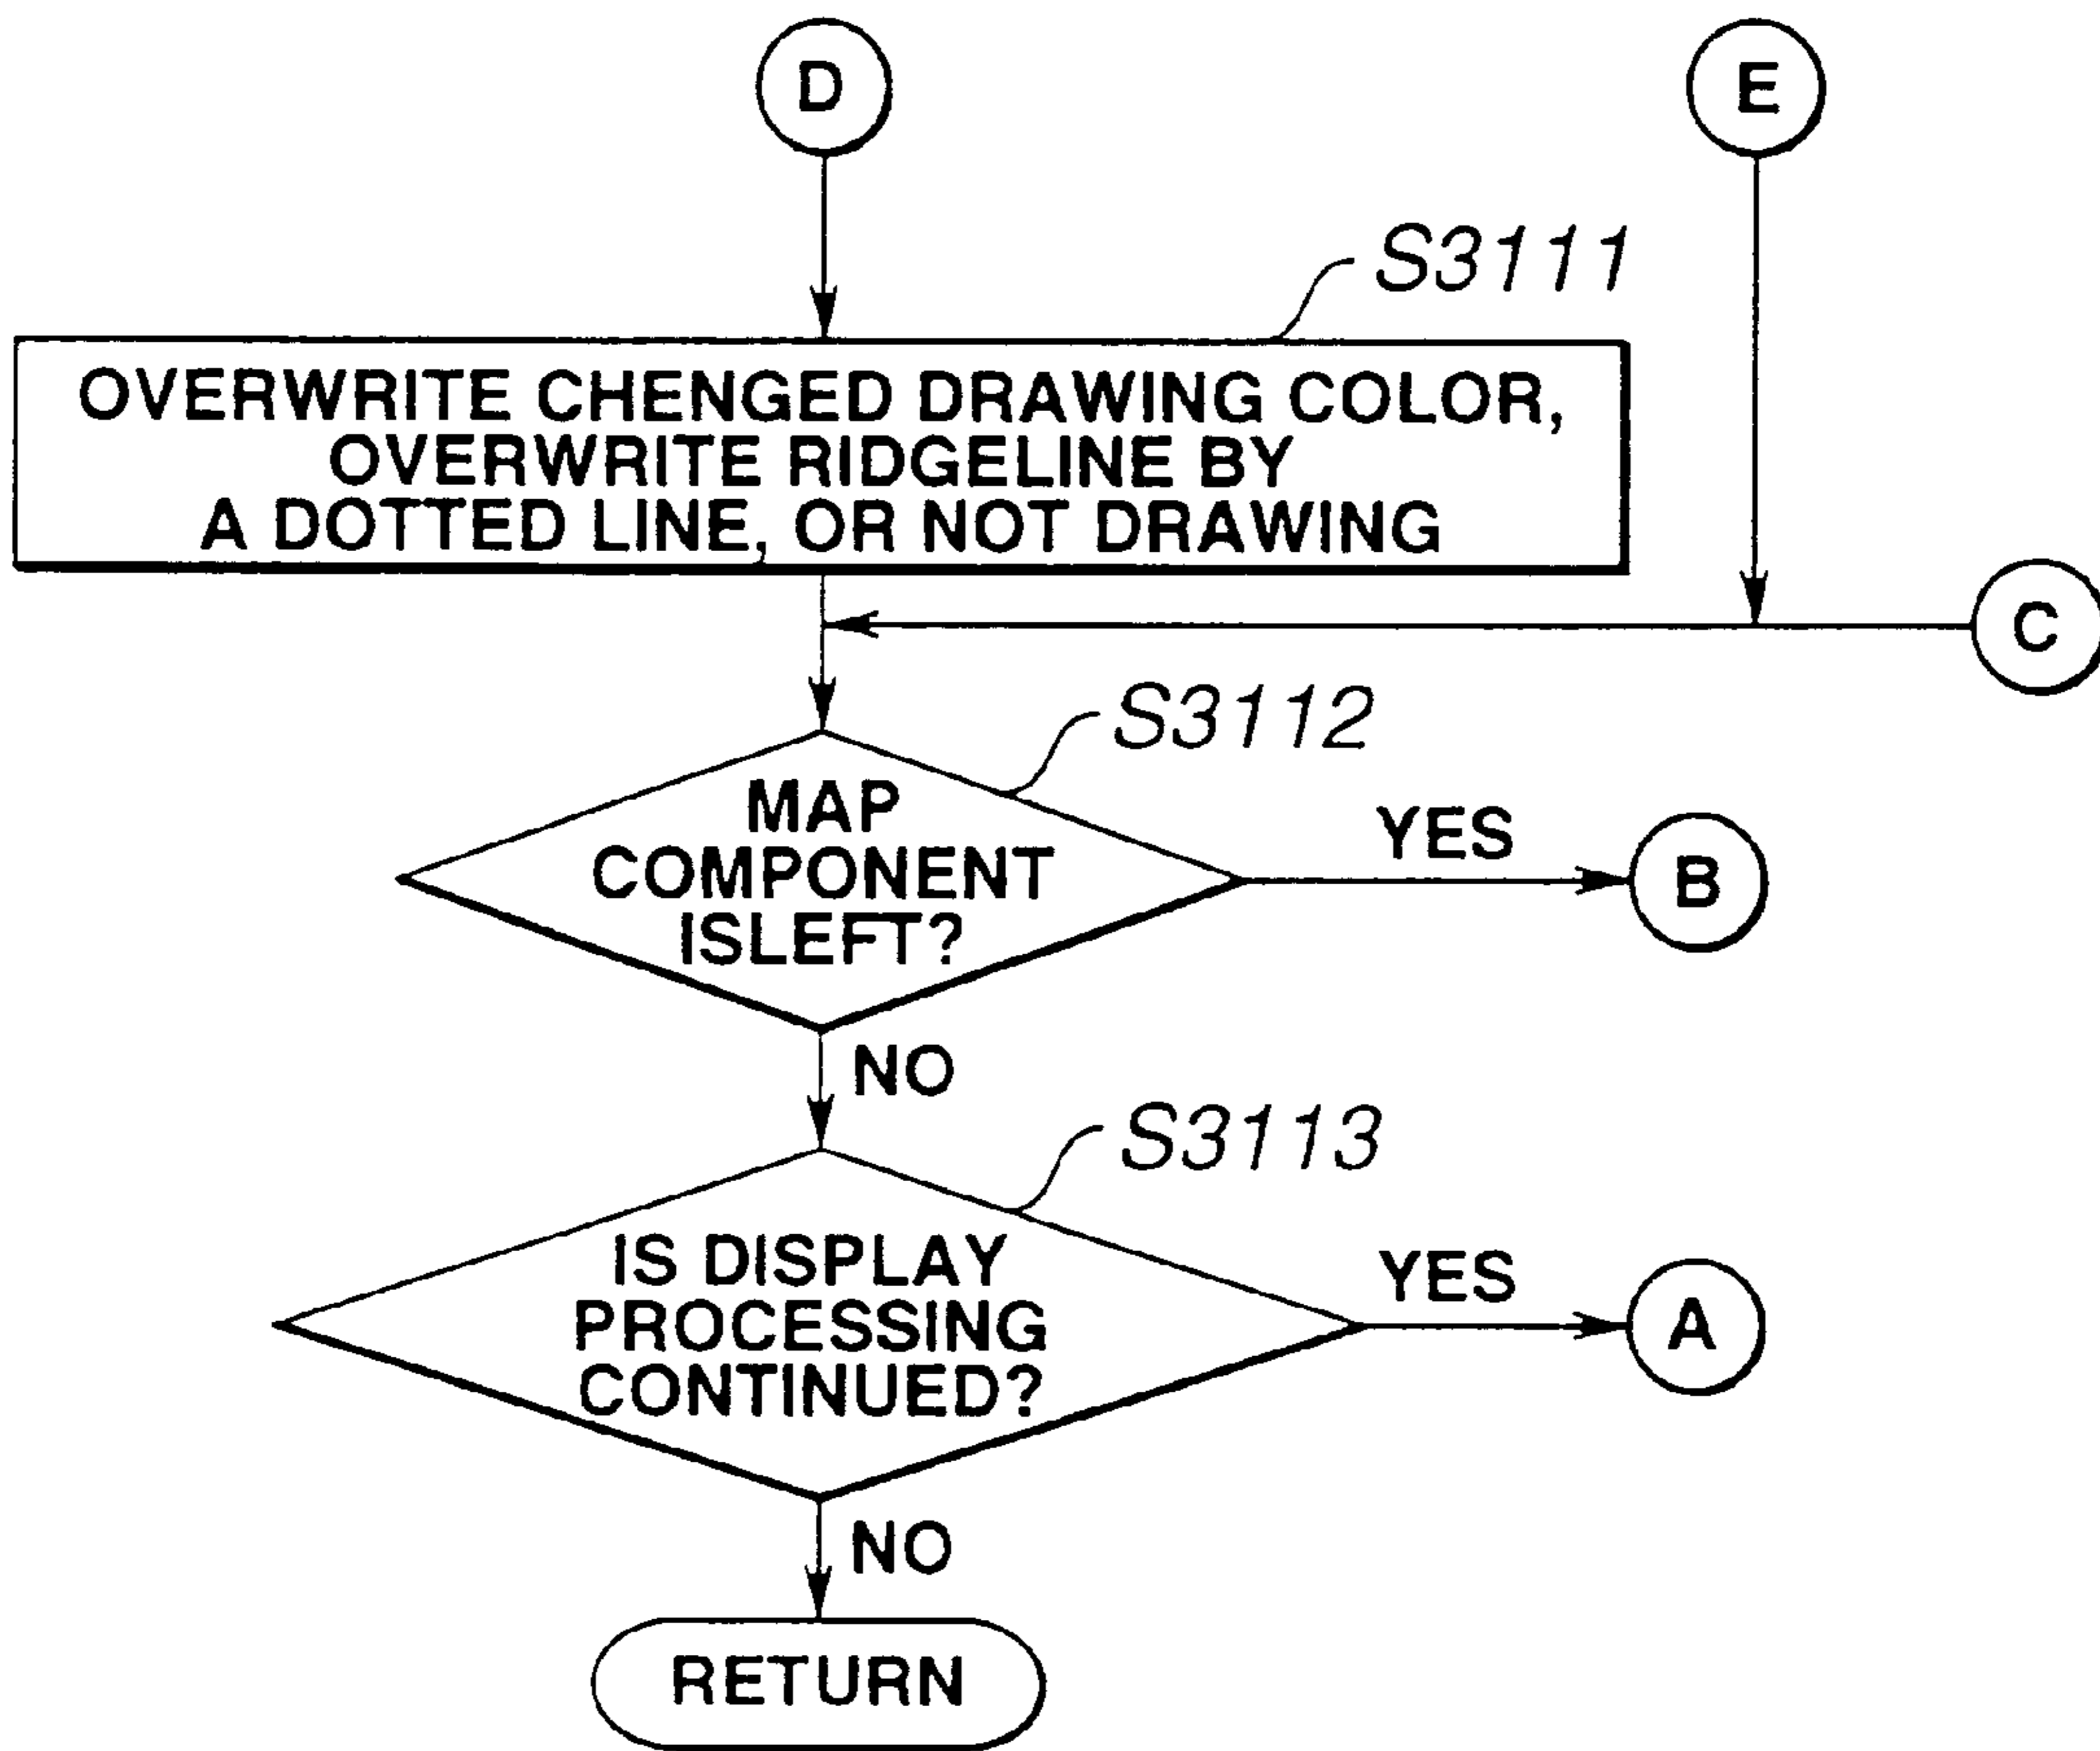 D
E
S3111
OVERWRITE CHENGED DRAWING COLOR,
OVERWRITE RIDGELINE BY
A DOTTED LINE, OR NOT DRAWING
C
S3112
MAP
COMPONENT
ISLEFT?
YES
B
NO
S3113
IS DISPLAY
PROCESSING
CONTINUED?
YES
A
NO
RETURN